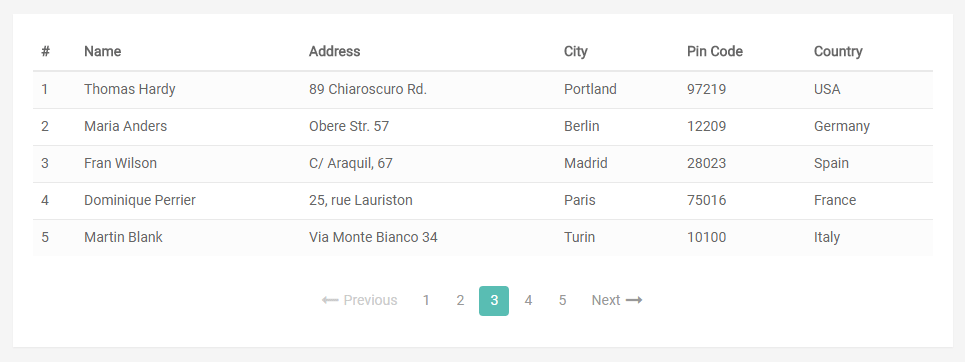 # Name Address City Pin Code Country
1 Thomas Hardy 89 Chiaroscuro Rd. Portland 97219 USA
2 Maria Anders Obere Str. 57 Berlin 12209 Germany
3 Fran Wilson C/ Araquil, 67 Madrid 28023 Spain
4 Dominique Perrier 25, rue Lauriston Paris 75016 France
5 Martin Blank Via Monte Bianco 34 Turin 10100 Italy
← Previous 1 2 3 4 5 Next →